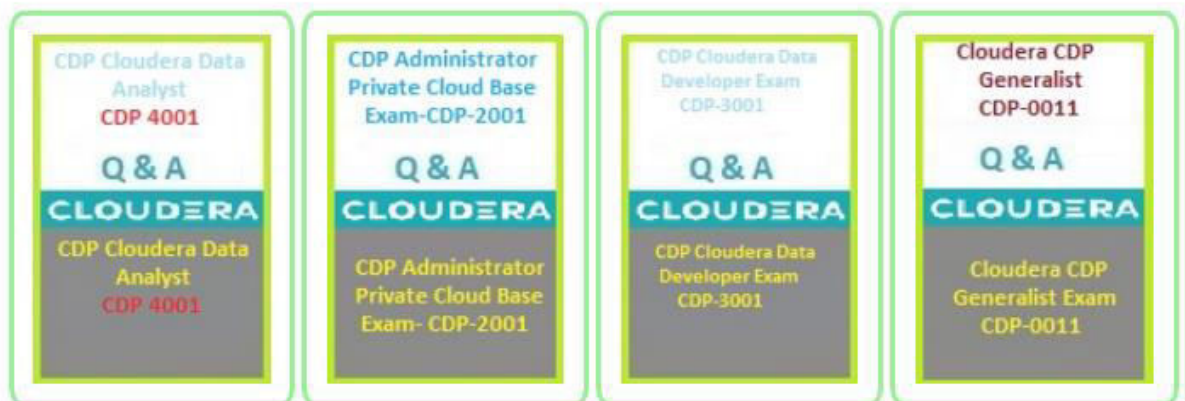 CDP Cloudera Data
Analyst
CDP 4001
Q & A
CLOUDERA
CDP Cloudera Data
Analyst
CDP 4001
CDP Administrator
Private Cloud Base
Exam-CDP-2001
Q & A
CLOUDERA
CDP Administrator
Private Cloud Base
Exam- CDP-2001
CDP Cloudera Data
Developer Exam
CDP-3001
Q & A
CLOUDERA
CDP Cloudera Data
Developer Exam
CDP-3001
Cloudera CDP
Generalist
CDP-0011
Q & A
CLOUDERA
Cloudera CDP
Generalist Exam
CDP-0011